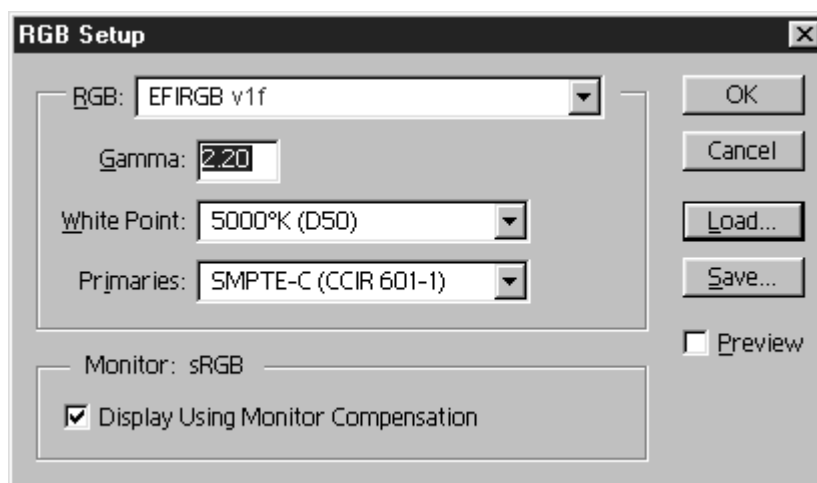 RGB Setup
RGB: EFIRGB v1f
Gamma: 2.20
White Point: 5000°K (D50)
Primaries: SMPTE-C (CCIR 601-1)
Monitor: sRGB
Display Using Monitor Compensation
OK
Cancel
Load...
Save...
Preview